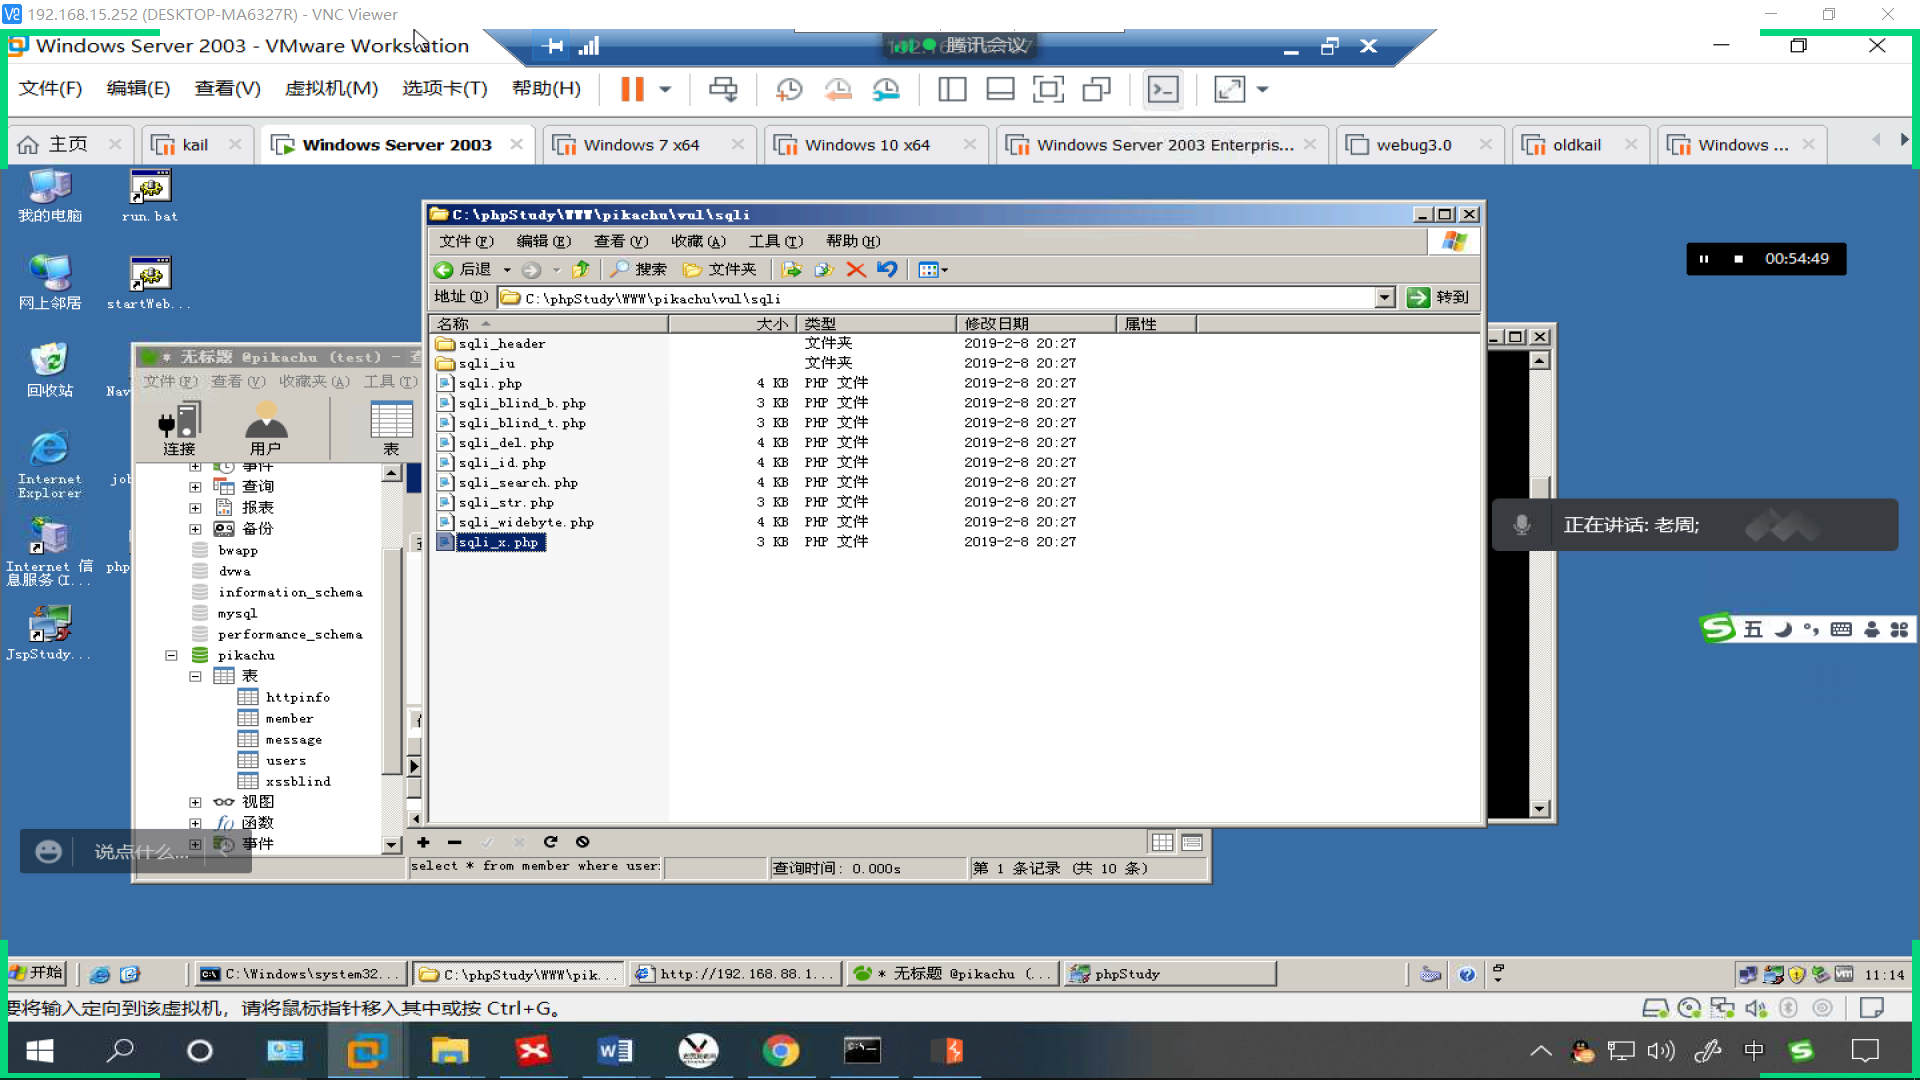 192.168.15.252 (DESKTOP-MA6327R) - VNC Viewer
Windows Server 2003 - VMware Workstation
腾讯会议
文件(F) 编辑(E) 查看(V) 虚拟机(M) 选项卡(T) 帮助(H)
主页 kail Windows Server 2003 Windows 7 x64 Windows 10 x64 Windows Server 2003 Enterpris... webug3.0 oldkail Windows ...
我的电脑 run.bat
C:\phpStudy\WWW\pikachu\vul\sqli
文件(F) 编辑(E) 查看(V) 收藏(A) 工具(T) 帮助(H)
00:54:49
后退 搜索 文件夹
网上邻居 startWeb...
地址(D) C:\phpStudy\WWW\pikachu\vul\sqli 转到
名称 大小 类型 修改日期 属性
sqli_header 文件夹 2019-2-8 20:27
sqli_iu 文件夹 2019-2-8 20:27
sqli.php 4 KB PHP 文件 2019-2-8 20:27
sqli_blind_b.php 3 KB PHP 文件 2019-2-8 20:27
sqli_blind_t.php 3 KB PHP 文件 2019-2-8 20:27
sqli_del.php 4 KB PHP 文件 2019-2-8 20:27
sqli_id.php 4 KB PHP 文件 2019-2-8 20:27
sqli_search.php 4 KB PHP 文件 2019-2-8 20:27
sqli_str.php 3 KB PHP 文件 2019-2-8 20:27
sqli_widebyte.php 4 KB PHP 文件 2019-2-8 20:27
sqli_x.php 3 KB PHP 文件 2019-2-8 20:27
* 无标题 @pikachu (test) - 查
文件(F) 查看(V) 收藏夹(A) 工具(T)
回收站 Nav
连接 用户 表
Internet Explorer job
事件
查询
报表
备份
bwapp
dvwa
information_schema
mysql
performance_schema
pikachu
表
httpinfo
member
message
users
xssblind
视图
函数
事件
Internet 信息服务(I... php
JspStudy...
正在讲话: 老周;
五
说点什么...
select * from member where user:
查询时间: 0.000s
第 1 条记录 (共 10 条)
开始 C:\Windows\system32... C:\phpStudy\WWW\pik... http://192.168.88.1... * 无标题 @pikachu (... phpStudy 11:14
要将输入定向到该虚拟机，请将鼠标指针移入其中或按 Ctrl+G。
中